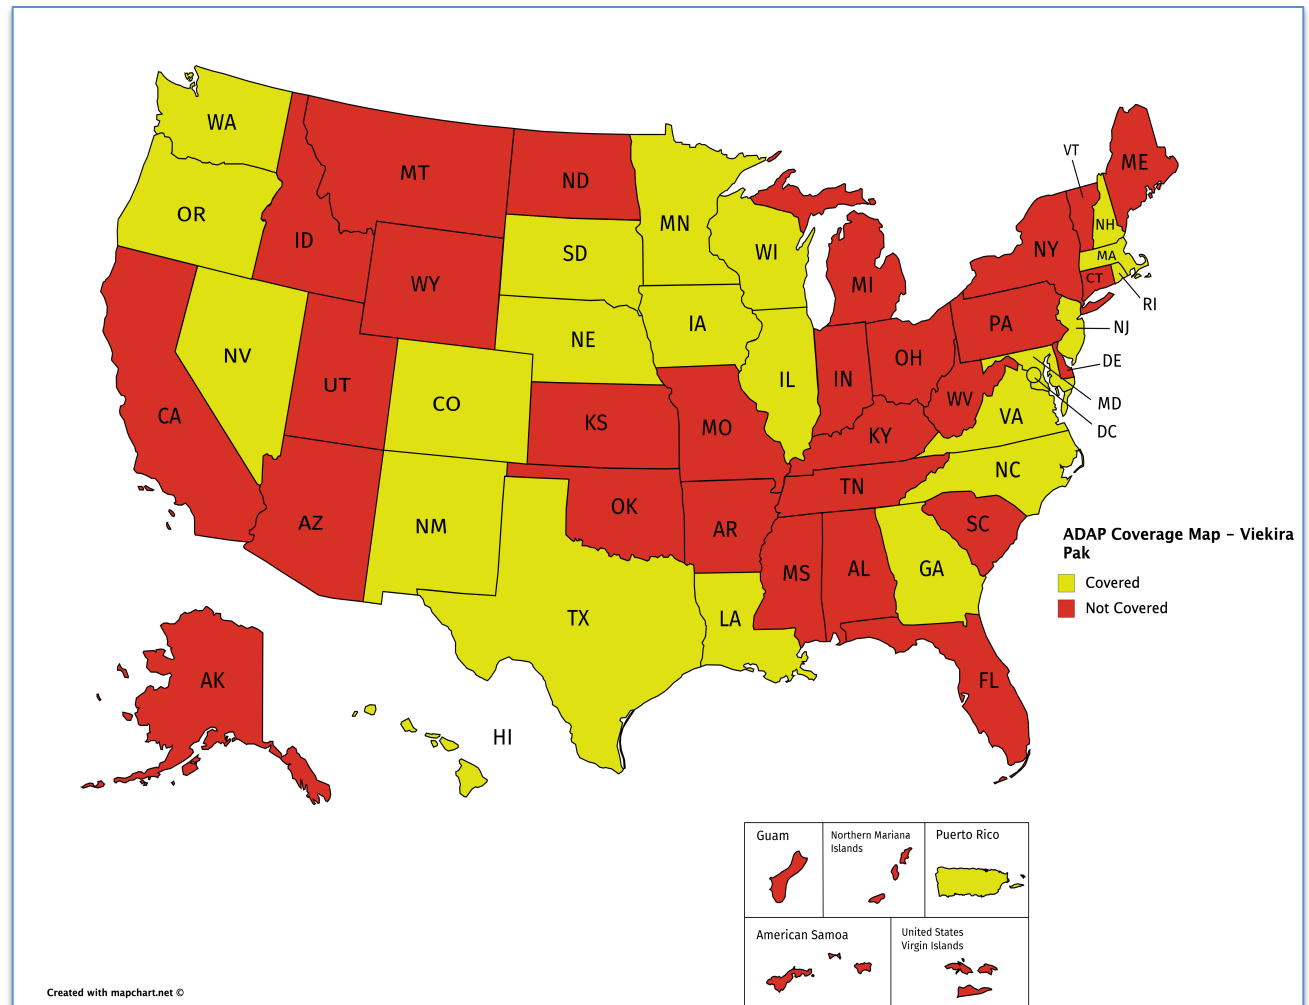 WA
MT
ND
MN
VT
ME
OR
ID
SD
WI
MI
NY
NH
MA
CT
RI
WY
NE
IA
PA
NJ
NV
UT
CO
IL
IN
OH
DE
CA
KS
MO
WV
VA
MD
DC
KY
AZ
NM
OK
AR
TN
NC
SC
TX
LA
MS
AL
GA
FL
AK
HI
ADAP Coverage Map – Viekira
Pak
Covered
Not Covered
Guam
Northern Mariana
Islands
Puerto Rico
American Samoa
United States
Virgin Islands
Created with mapchart.net ©